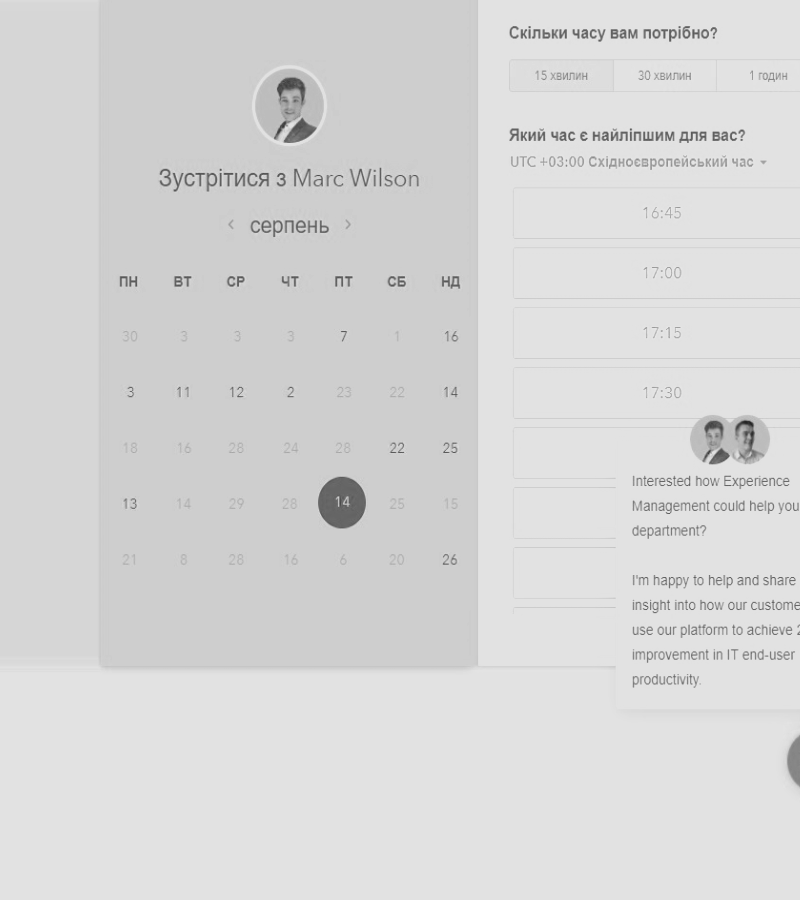 Зустрітися з Marc Wilson
серпень
ПН ВТ СР ЧТ ПТ СБ НД
30 3 3 3 7 1 16
3 11 12 2 23 22 14
18 16 28 24 28 22 25
13 14 29 28 14 25 15
21 8 28 16 6 20 26
Скільки часу вам потрібно?
15 хвилин 30 хвилин 1 годин
Який час є найліпшим для вас?
UTC +03:00 Східноєвропейський час
16:45
17:00
17:15
17:30
Interested how Experience
Management could help you
department?
I'm happy to help and share
insight into how our custome
use our platform to achieve 2
improvement in IT end-user
productivity.